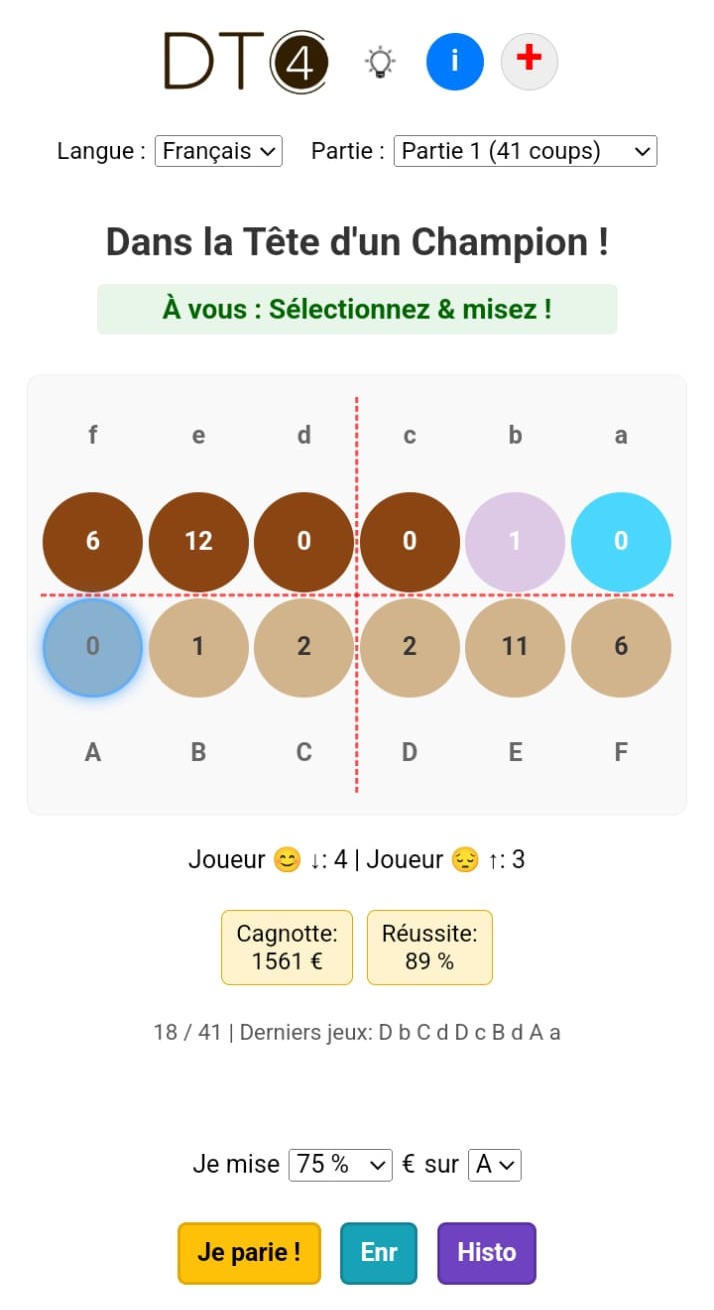 DT4 i
Langue : Français Partie : Partie 1 (41 coups)
Dans la Tête d'un Champion !
À vous : Sélectionnez & misez !
f e d c b a
6 12 0 0 1 0
0 1 2 2 11 6
A B C D E F
Joueur 😊 ↓: 4 | Joueur 😔 ↑: 3
Cagnotte: Réussite:
1561 € 89 %
18 / 41 | Derniers jeux: D b C d D c B d A a
Je mise 75 % € sur A
Je parie ! Enr Histo